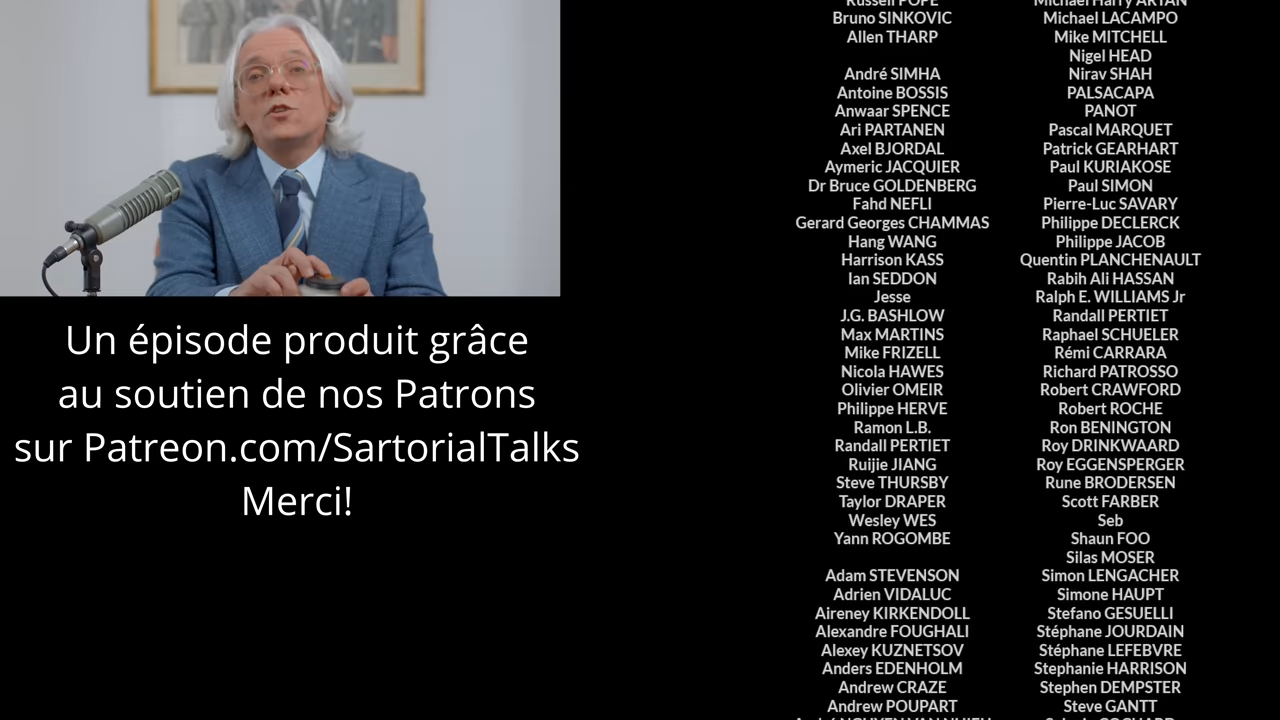 Un épisode produit grâce
au soutien de nos Patrons
sur Patreon.com/SartorialTalks
Merci!
Russell POPE
Bruno SINKOVIC
Allen THARP
André SIMHA
Antoine BOSSIS
Anwaar SPENCE
Ari PARTANEN
Axel BJORDAL
Aymeric JACQUIER
Dr Bruce GOLDENBERG
Fahd NEFLI
Gerard Georges CHAMMAS
Hang WANG
Harrison KASS
Ian SEDDON
Jesse
J.G. BASHLOW
Max MARTINS
Mike FRIZELL
Nicola HAWES
Olivier OMEIR
Philippe HERVE
Ramon L.B.
Randall PERTIET
Ruijie JIANG
Steve THURSBY
Taylor DRAPER
Wesley WES
Yann ROGOMBE
Adam STEVENSON
Adrien VIDALUC
Aireney KIRKENDOLL
Alexandre FOUGHALI
Alexey KUZNETSOV
Anders EDENHOLM
Andrew CRAZE
Andrew POUPART
Michael Harry ARTAN
Michael LACAMPO
Mike MITCHELL
Nigel HEAD
Nirav SHAH
PALSACAPA
PANOT
Pascal MARQUET
Patrick GEARHART
Paul KURIAKOSE
Paul SIMON
Pierre-Luc SAVARY
Philippe DECLERCK
Philippe JACOB
Quentin PLANCHENAULT
Rabih Ali HASSAN
Ralph E. WILLIAMS Jr
Randall PERTIET
Raphael SCHUELER
Rémi CARRARA
Richard PATROSSO
Robert CRAWFORD
Robert ROCHE
Ron BENINGTON
Roy DRINKWAARD
Roy EGGENSPERGER
Rune BRODERSEN
Scott FARBER
Seb
Shaun FOO
Silas MOSER
Simon LENGACHER
Simone HAUPT
Stefano GESUELLI
Stéphane JOURDAIN
Stéphane LEFEBVRE
Stephanie HARRISON
Stephen DEMPSTER
Steve GANTT